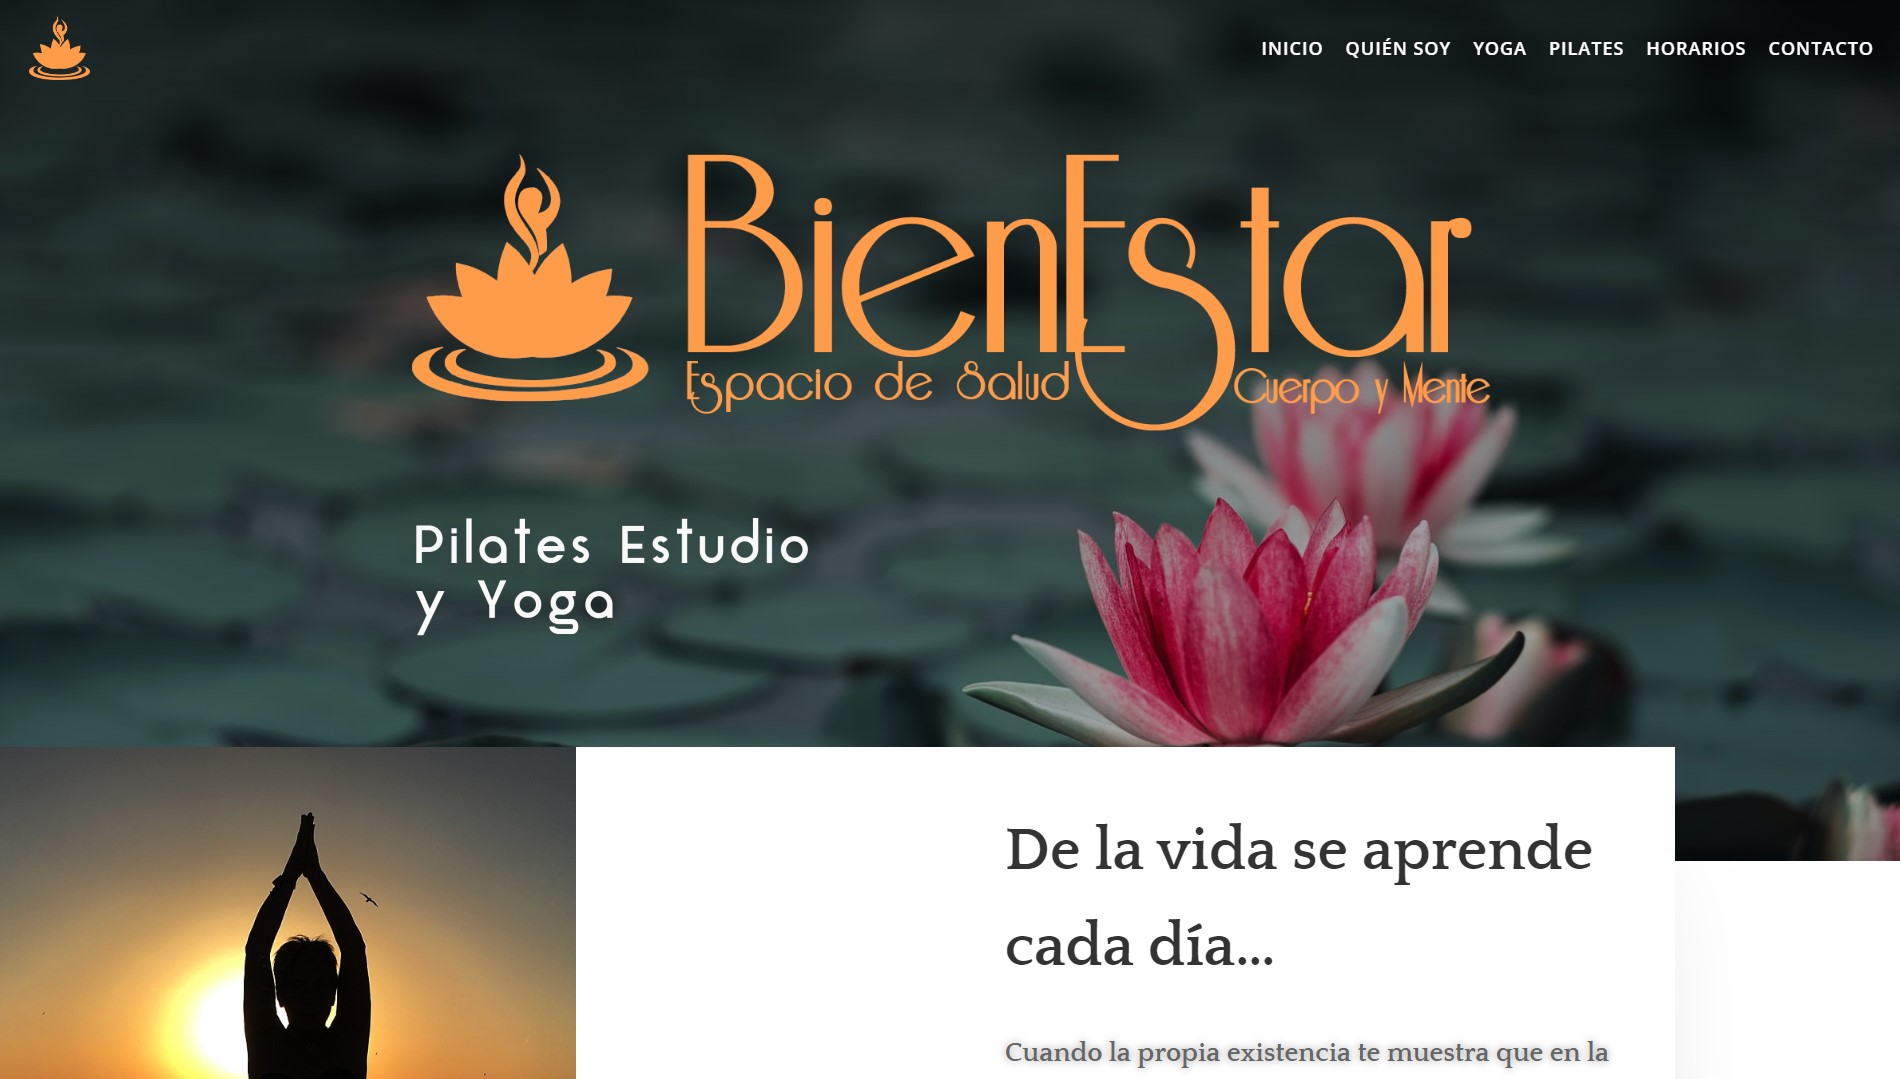 INICIO QUIÉN SOY YOGA PILATES HORARIOS CONTACTO
BienEstar
Espacio de Salud Cuerpo y Mente
Pilates Estudio
y Yoga
De la vida se aprende
cada día...
Cuando la propia existencia te muestra que en la